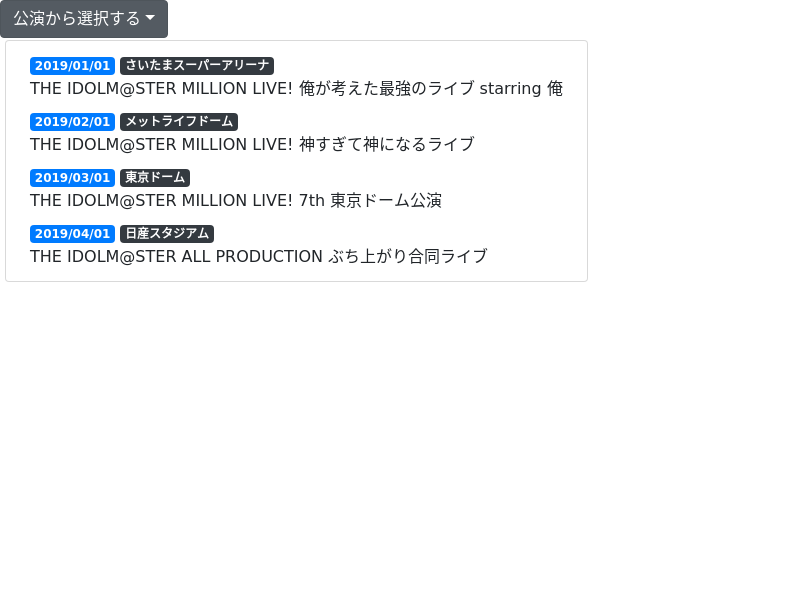 公演から選択する
2019/01/01 さいたまスーパーアリーナ
THE IDOLM@STER MILLION LIVE! 俺が考えた最強のライブ starring 俺
2019/02/01 メットライフドーム
THE IDOLM@STER MILLION LIVE! 神すぎて神になるライブ
2019/03/01 東京ドーム
THE IDOLM@STER MILLION LIVE! 7th 東京ドーム公演
2019/04/01 日産スタジアム
THE IDOLM@STER ALL PRODUCTION ぶち上がり合同ライブ